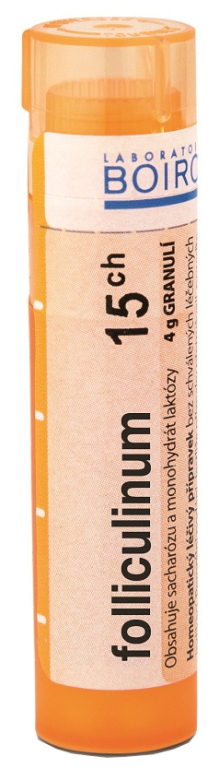 LABORATOI
BOIRO
folliculinum 15 ch
4 g GRANULÍ
Obsahuje sacharózu a monohydrát laktózy
Homeopatický léčivý přípravek bez schválených léčebných